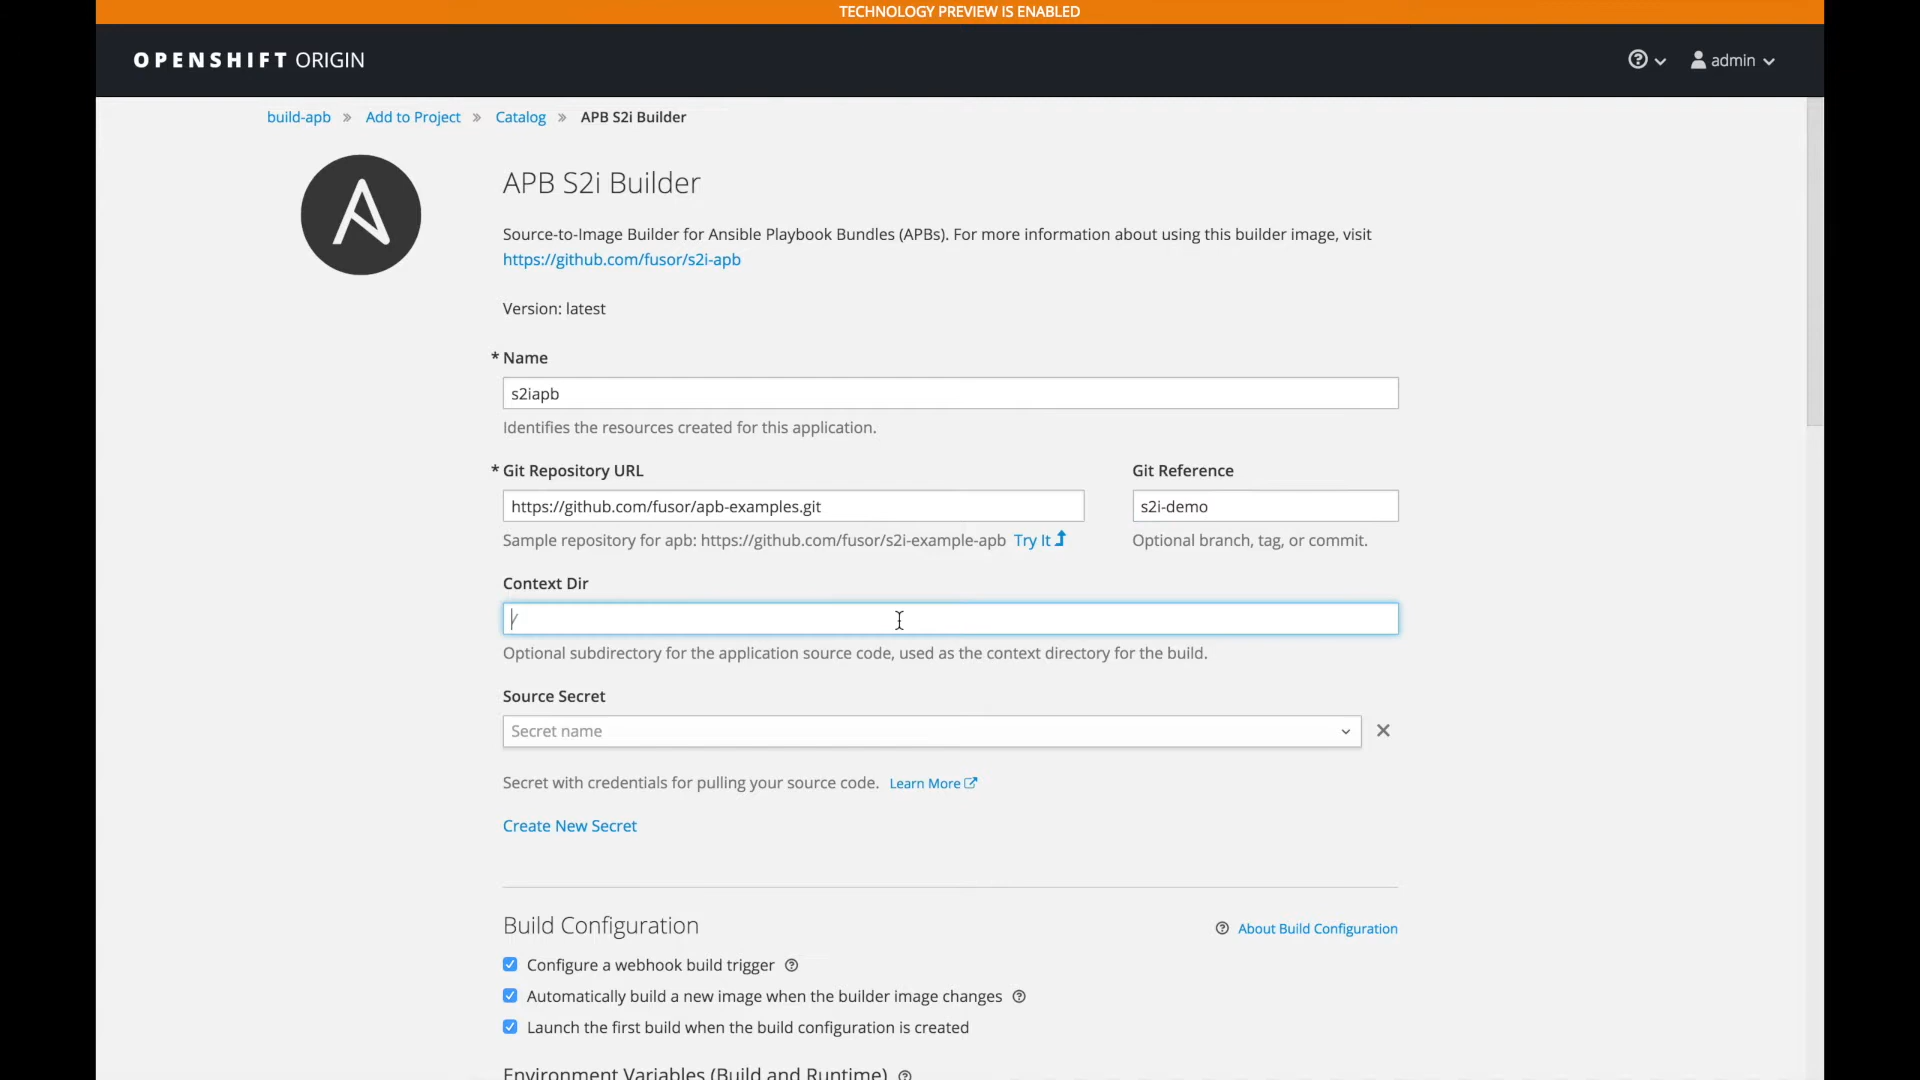 TECHNOLOGY PREVIEW IS ENABLED
OPENSHIFT ORIGIN
admin
build-apb » Add to Project » Catalog » APB S2i Builder
APB S2i Builder
Source-to-Image Builder for Ansible Playbook Bundles (APBs). For more information about using this builder image, visit
https://github.com/fusor/s2i-apb
Version: latest
* Name
s2iapb
Identifies the resources created for this application.
* Git Repository URL
Git Reference
https://github.com/fusor/apb-examples.git
s2i-demo
Sample repository for apb: https://github.com/fusor/s2i-example-apb Try It
Optional branch, tag, or commit.
Context Dir
/
Optional subdirectory for the application source code, used as the context directory for the build.
Source Secret
Secret name
Secret with credentials for pulling your source code. Learn More
Create New Secret
Build Configuration
About Build Configuration
Configure a webhook build trigger
Automatically build a new image when the builder image changes
Launch the first build when the build configuration is created
Environment Variables (Build and Runtime)